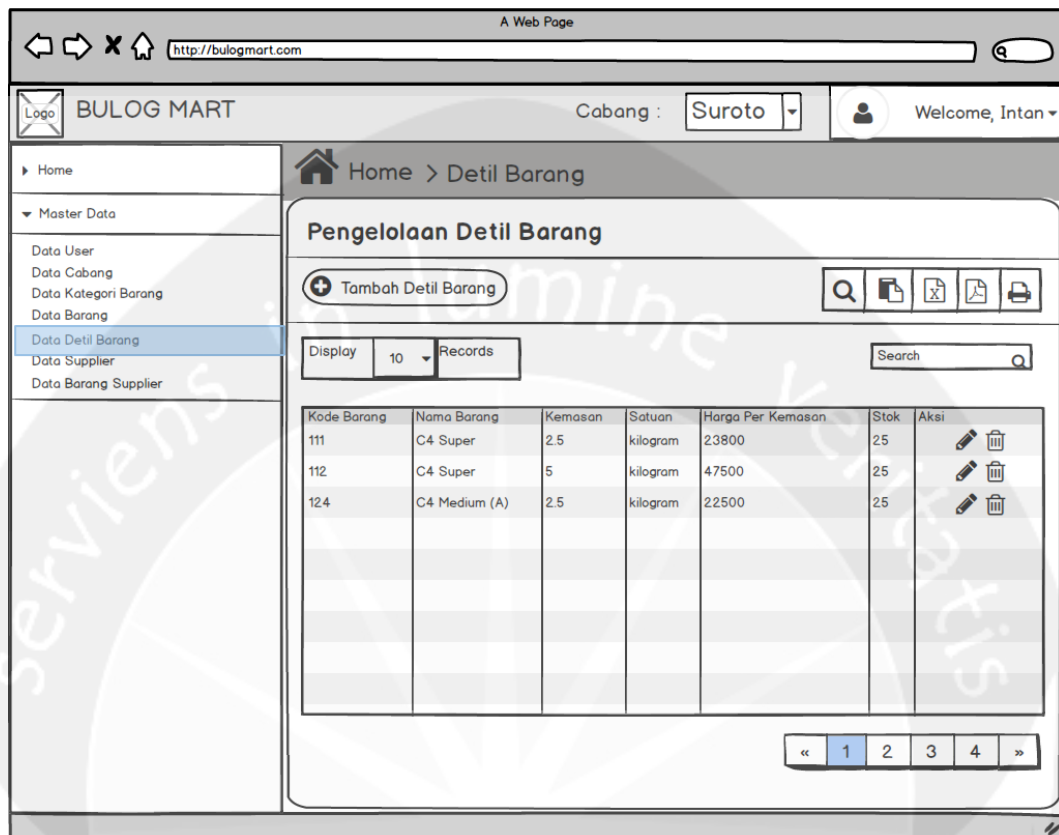 A Web Page
http://bulogmart.com
Logo BULOG MART Cabang : Suroto Welcome, Intan
Home
Home > Detil Barang
Master Data
Data User
Data Cabang
Data Kategori Barang
Data Barang
Data Detil Barang
Data Supplier
Data Barang Supplier
Pengelolaan Detil Barang
Tambah Detil Barang
Display 10 Records
Search
Kode Barang Nama Barang Kemasan Satuan Harga Per Kemasan Stok Aksi
111 C4 Super 2.5 kilogram 23800 25
112 C4 Super 5 kilogram 47500 25
124 C4 Medium (A) 2.5 kilogram 22500 25
« 1 2 3 4 »
serviens in lumine veritatis